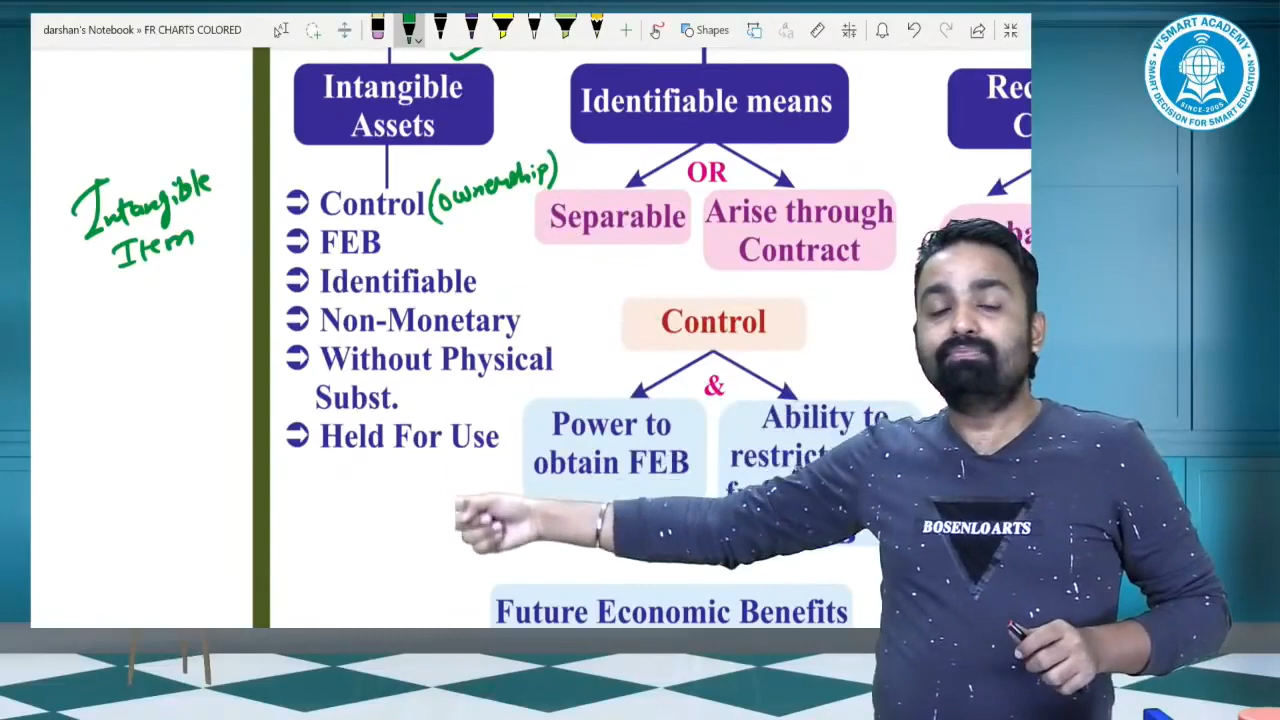 darshan's Notebook » FR CHARTS COLORED
Shapes
V'SMART ACADEMY
SMART DECISION FOR SMART EDUCATION
SINCE-2005
Intangible
Assets
Identifiable means
Intangible
Item
Control (ownership)
FEB
Identifiable
Non-Monetary
Without Physical
Subst.
Held For Use
OR
Separable
Arise through
Contract
Control
&
Power to
obtain FEB
Ability to
Future Economic Benefits
BOSENLOARTS